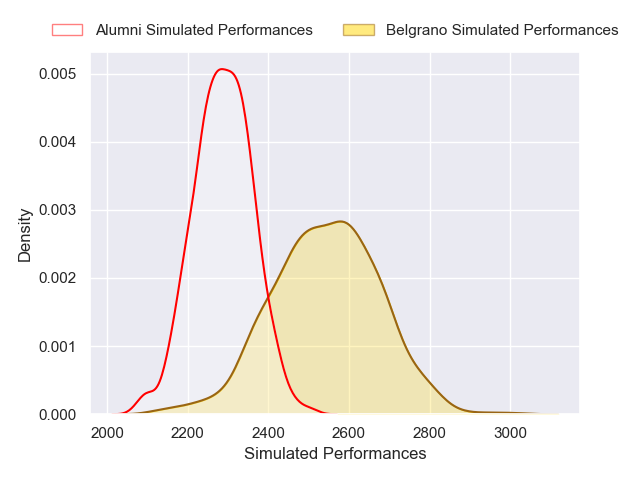 Alumni Simulated Performances Belgrano Simulated Performances
0.005
0.004
0.003
0.002
0.001
0.000
Density
2000 2200 2400 2600 2800 3000
Simulated Performances